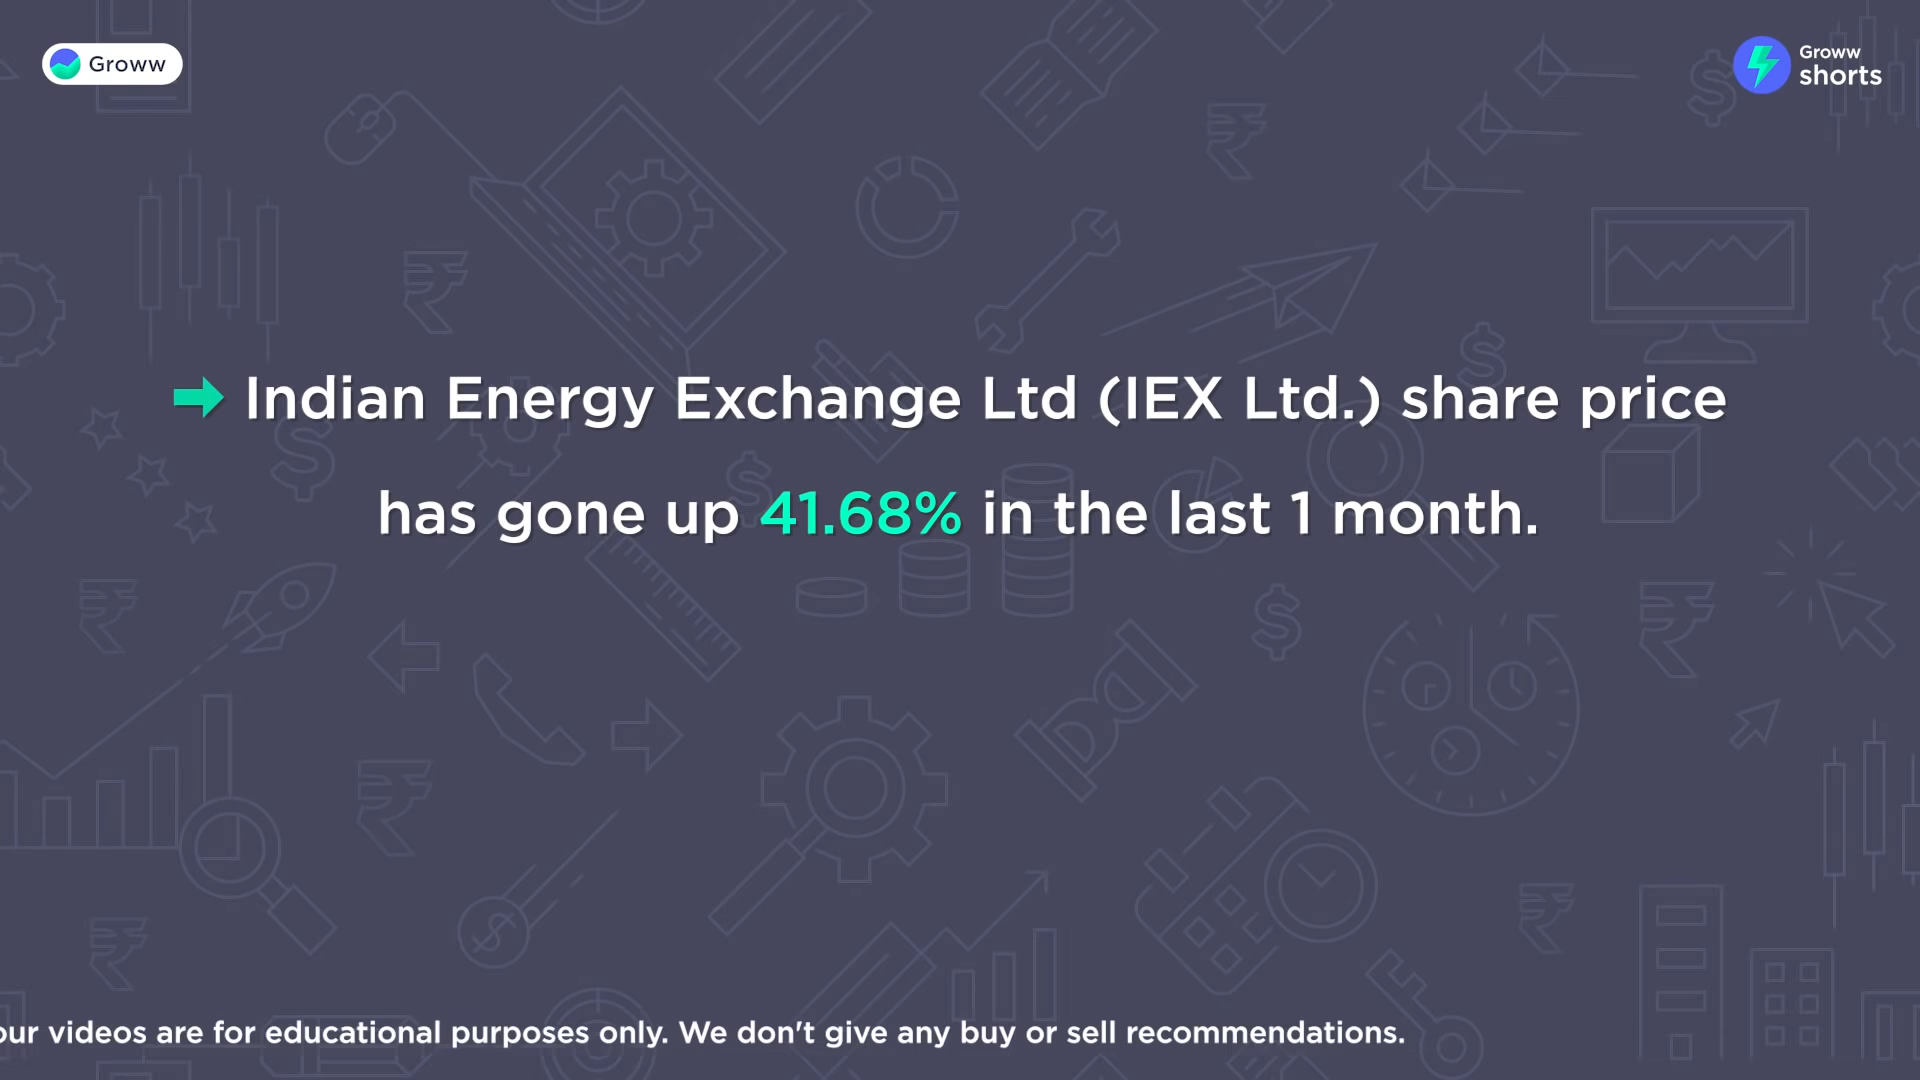 Groww
Groww
shorts
Indian Energy Exchange Ltd (IEX Ltd.) share price
has gone up 41.68% in the last 1 month.
our videos are for educational purposes only. We don't give any buy or sell recommendations.